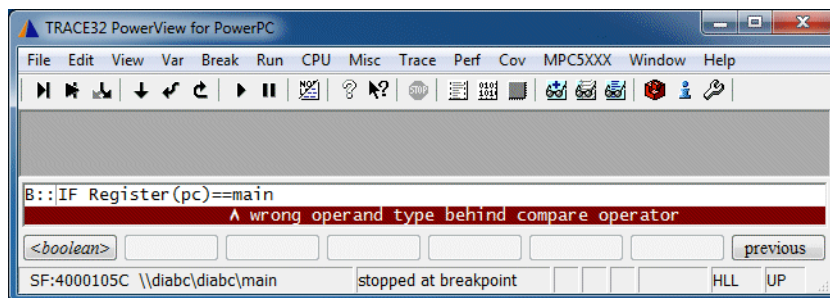 TRACE32 PowerView for PowerPC
File Edit View Var Break Run CPU Misc Trace Perf Cov MPC5XXX Window Help
B::IF Register(pc)==main
^ wrong operand type behind compare operator
<boolean> previous
SF:4000105C \\diabc\diabc\main stopped at breakpoint HLL UP